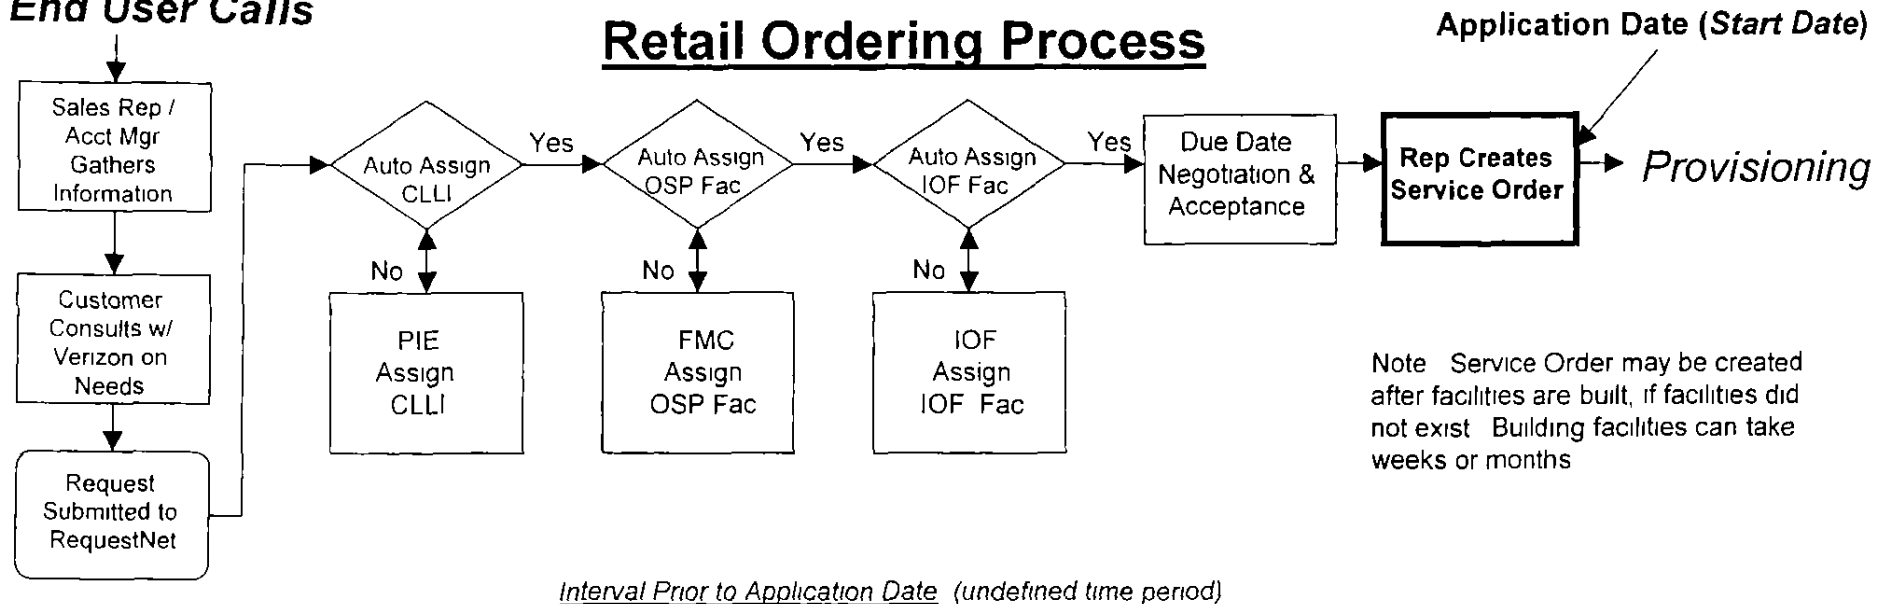 End User Calls
Retail Ordering Process
Application Date (Start Date)
Sales Rep /
Acct Mgr
Gathers
Information
Customer
Consults w/
Verizon on
Needs
Request
Submitted to
RequestNet
Auto Assign
CLLI
Yes
No
PIE
Assign
CLLI
Auto Assign
OSP Fac
Yes
No
FMC
Assign
OSP Fac
Auto Assign
IOF Fac
Yes
No
IOF
Assign
IOF Fac
Due Date
Negotiation &
Acceptance
Rep Creates
Service Order
Provisioning
Note Service Order may be created
after facilities are built, if facilities did
not exist Building facilities can take
weeks or months
Interval Prior to Application Date (undefined time period)